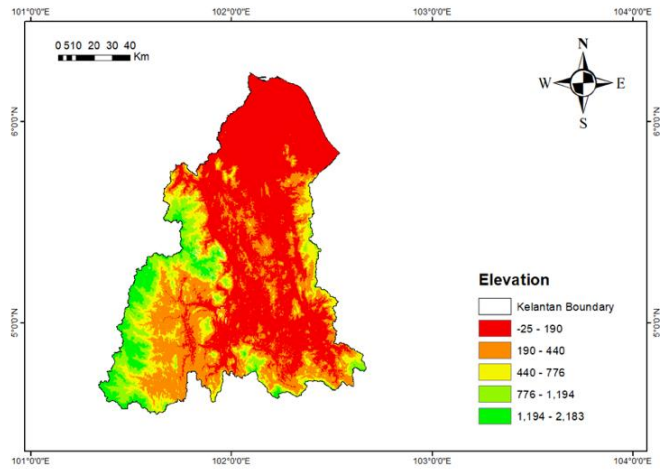 101°0'0"E 102°0'0"E 103°0'0"E 104°0'0"E
0 5 10 20 30 40
Km
N
W E
S
6°0'0"N 6°0'0"N
5°0'0"N 5°0'0"N
Elevation
Kelantan Boundary
-25 - 190
190 - 440
440 - 776
776 - 1,194
1,194 - 2,183
101°0'0"E 102°0'0"E 103°0'0"E 104°0'0"E